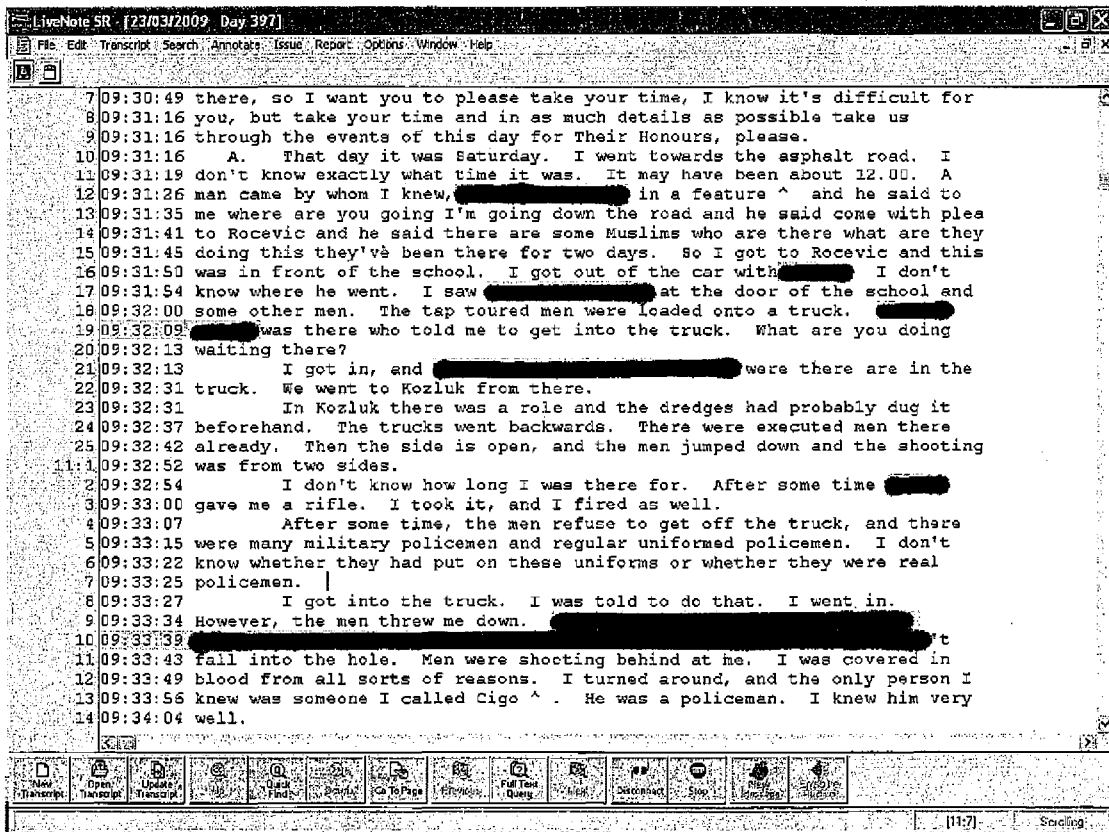 LiveNote SR - [23/03/2009 Day 397]
File Edit Transcript Search Annotate Issue Report Options Window Help
7 09:30:49 there, so I want you to please take your time, I know it's difficult for
8 09:31:16 you, but take your time and in as much details as possible take us
9 09:31:16 through the events of this day for Their Honours, please.
10 09:31:16 A. That day it was Saturday. I went towards the asphalt road. I
11 09:31:19 don't know exactly what time it was. It may have been about 12.00. A
12 09:31:26 man came by whom I knew, in a feature ^ and he said to
13 09:31:35 me where are you going I'm going down the road and he said come with plea
14 09:31:41 to Rocevic and he said there are some Muslims who are there what are they
15 09:31:45 doing this they've been there for two days. So I got to Rocevic and this
16 09:31:50 was in front of the school. I got out of the car with I don't
17 09:31:54 know where he went. I saw at the door of the school and
18 09:32:00 some other men. The tap toured men were loaded onto a truck.
19 09:32:09 was there who told me to get into the truck. What are you doing
20 09:32:13 waiting there?
21 09:32:13 I got in, and were there are in the
22 09:32:31 truck. We went to Kozluk from there.
23 09:32:31 In Kozluk there was a role and the dredges had probably dug it
24 09:32:37 beforehand. The trucks went backwards. There were executed men there
25 09:32:42 already. Then the side is open, and the men jumped down and the shooting
11:1 09:32:52 was from two sides.
2 09:32:54 I don't know how long I was there for. After some time
3 09:33:00 gave me a rifle. I took it, and I fired as well.
4 09:33:07 After some time, the men refuse to get off the truck, and there
5 09:33:15 were many military policemen and regular uniformed policemen. I don't
6 09:33:22 know whether they had put on these uniforms or whether they were real
7 09:33:25 policemen.
8 09:33:27 I got into the truck. I was told to do that. I went in.
9 09:33:34 However, the men threw me down.
10 09:33:39 't
11 09:33:43 fall into the hole. Men were shooting behind at me. I was covered in
12 09:33:49 blood from all sorts of reasons. I turned around, and the only person I
13 09:33:56 knew was someone I called Cigo ^ . He was a policeman. I knew him very
14 09:34:04 well.
New Transcript Open Transcript Update Transcript Quick Find Go To Page Previous Full Text Query Disconnect Stop
[11:7] Scrolling